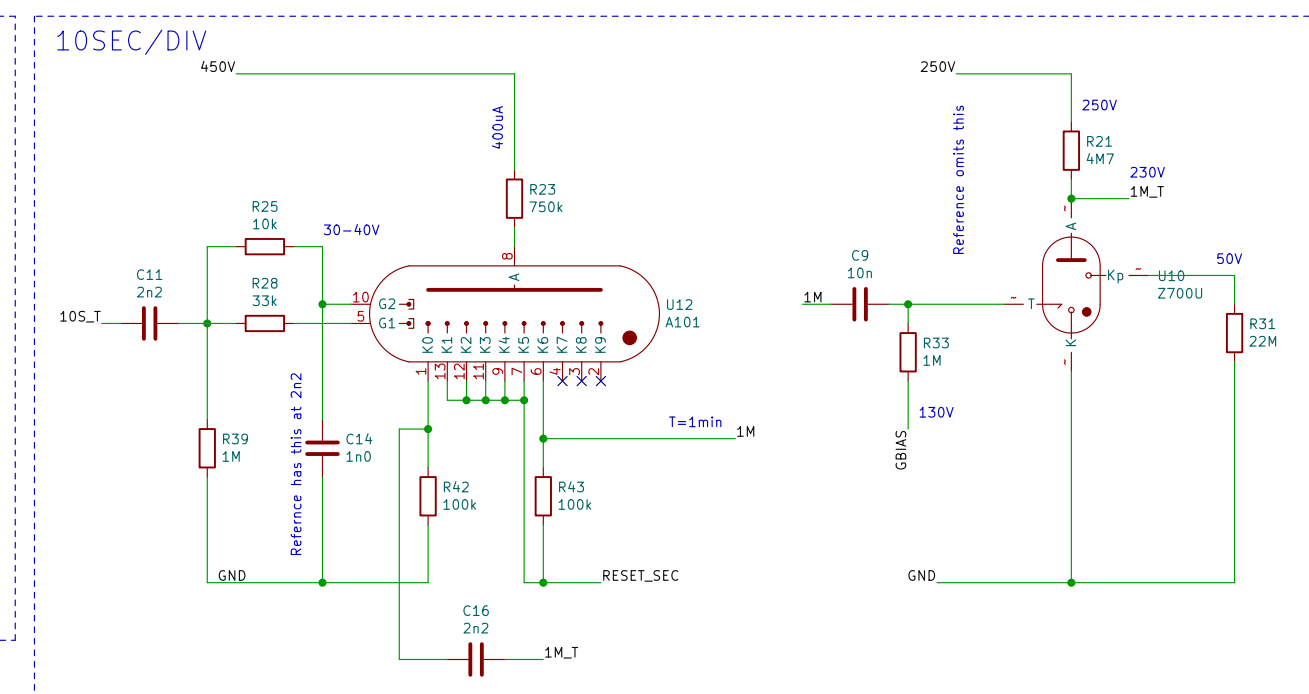 10SEC/DIV
450V
400uA
R23
750k
R25
10k
30-40V
C11
2n2
R28
33k
10S_T
8
A
10
G2
5
G1
U12
A101
K0
K1
K2
K3
K4
K5
K6
K7
K8
K9
1
13
12
11
9
7
6
4
3
2
R39
1M
Refernce has this at 2n2
C14
1n0
R42
100k
R43
100k
T=1min
1M
GND
RESET_SEC
C16
2n2
1M_T
250V
250V
Reference omits this
R21
4M7
230V
1M_T
~
A
C9
10n
1M
~
T
Kp
~
U10
Z700U
50V
K
~
R33
1M
R31
22M
130V
GBIAS
GND